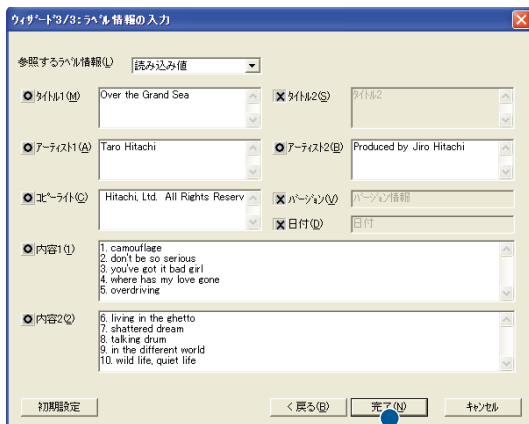 ウィザード3/3:ラベル情報の入力
参照するラベル情報(L) 読み込み値
タイトル1(M) Over the Grand Sea タイトル2(S) タイトル2
アーティスト1(A) Taro Hitachi アーティスト2(B) Produced by Jiro Hitachi
コピーライト(C) Hitachi, Ltd. All Rights Reserv バージョン(V) バージョン情報
日付(D) 日付
内容1(1) 1. camouflage
2. don't be so serious
3. you've got it bad girl
4. where has my love gone
5. overdriving
内容2(2) 6. living in the ghetto
7. shattered dream
8. talking drum
9. in the different world
10. wild life, quiet life
初期設定 < 戻る(B) 完了(N) キャンセル